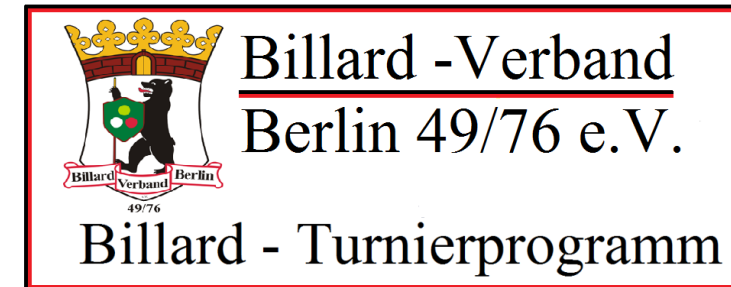 Billard -Verband
Berlin 49/76 e.V.
Billard Verband Berlin
49/76
Billard - Turnierprogramm